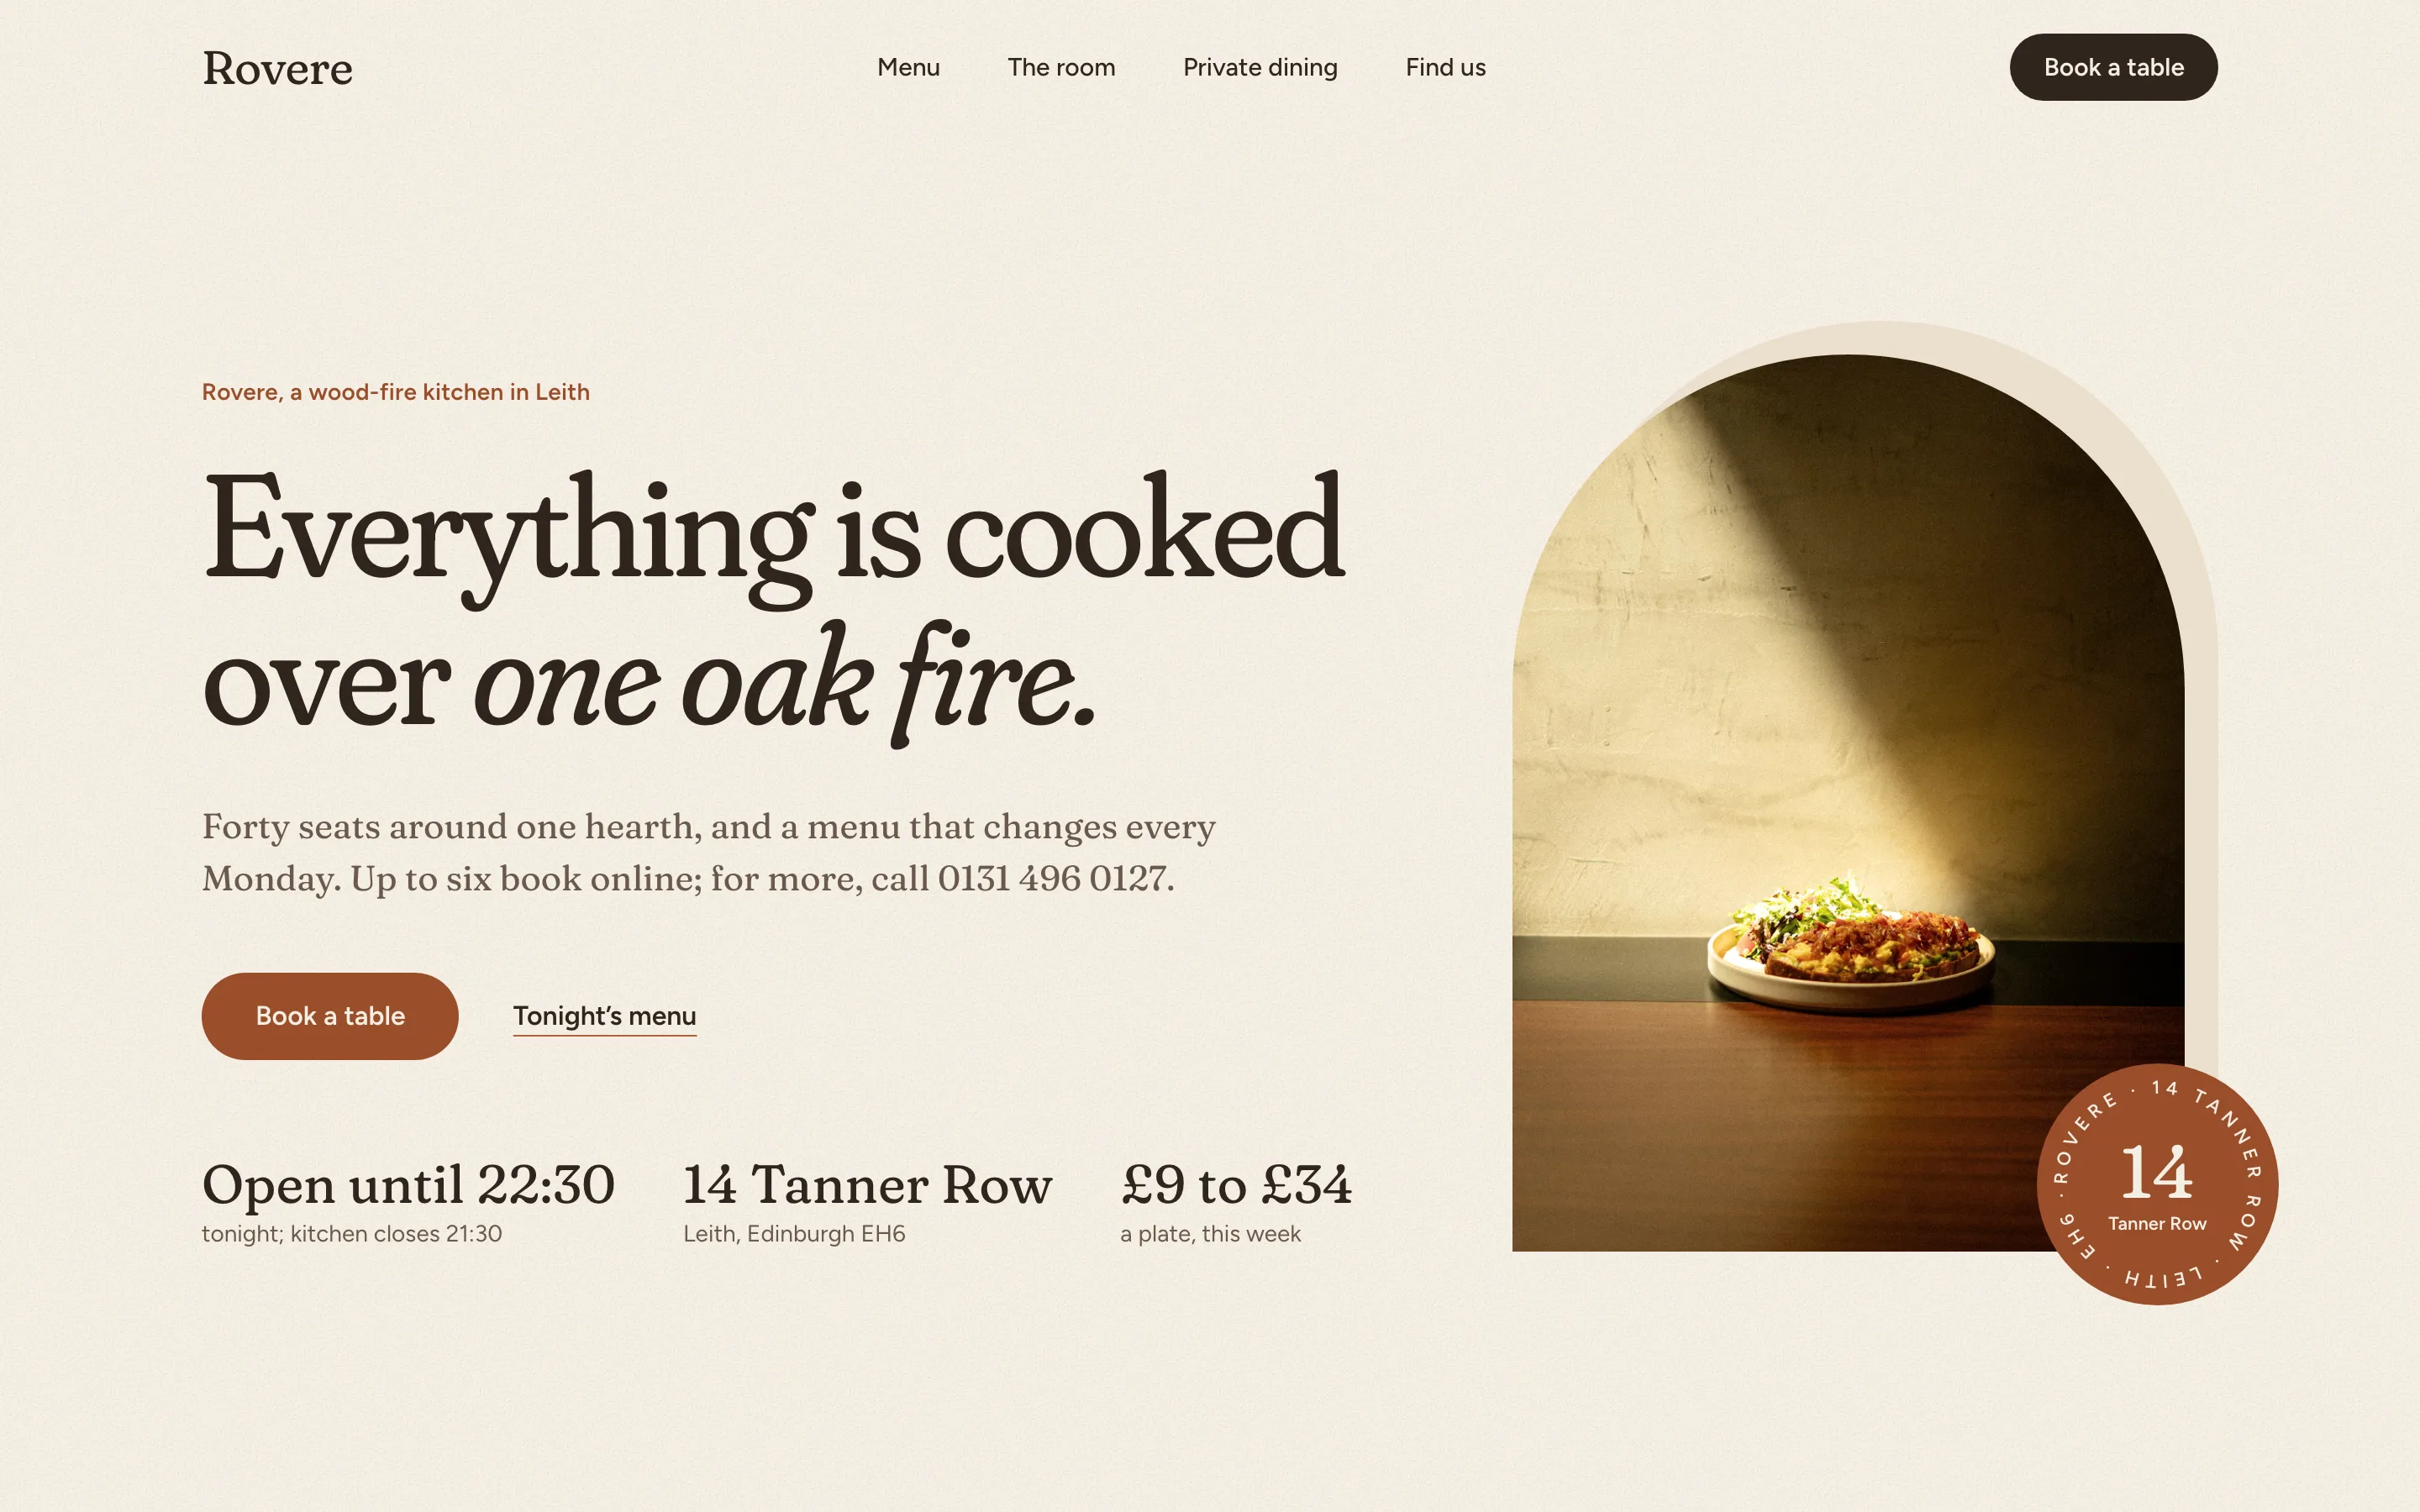 Rovere
Menu
The room
Private dining
Find us
Book a table
Rovere, a wood-fire kitchen in Leith
Everything is cooked
over one oak fire.
Forty seats around one hearth, and a menu that changes every
Monday. Up to six book online; for more, call 0131 496 0127.
Book a table
Tonight’s menu
Open until 22:30
tonight; kitchen closes 21:30
14 Tanner Row
Leith, Edinburgh EH6
£9 to £34
a plate, this week
ROVERE · 14 TANNER ROW · LEITH · EH6 ·
14
Tanner Row